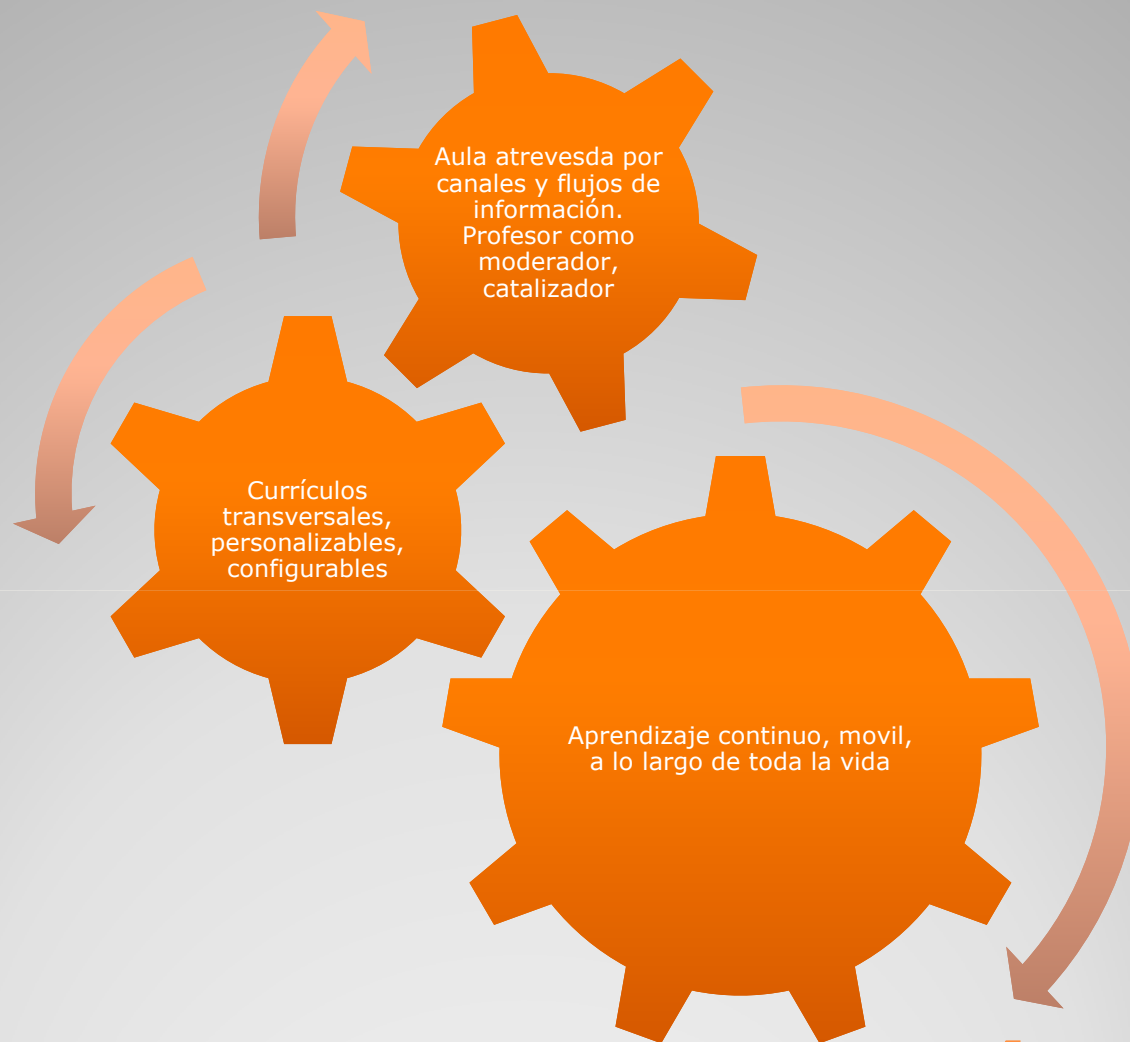 Aula atrevesda por
canales y flujos de
información.
Profesor como
moderador,
catalizador
Currículos
transversales,
personalizables,
configurables
Aprendizaje continuo, movil,
a lo largo de toda la vida